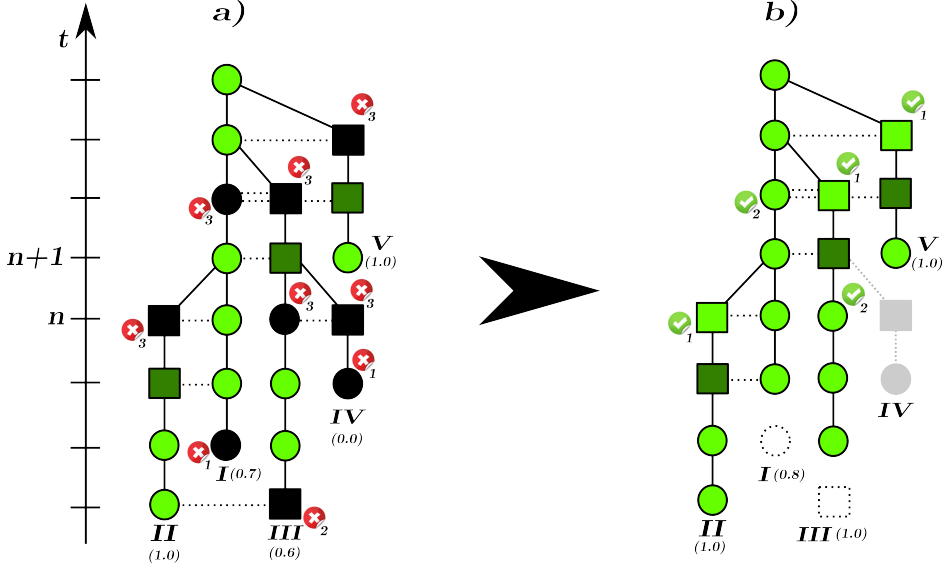 a)
b)
t
3
1
3
1
3
2
V
(1.0)
V
(1.0)
n+1
n
3
3
3
2
1
3
1
IV
(0.0)
IV
1
I (0.7)
I (0.8)
2
II
(1.0)
III
(0.6)
II
(1.0)
III (1.0)